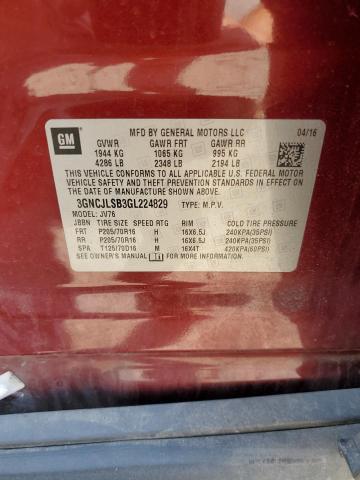 GM
MFD BY GENERAL MOTORS LLC 04/16
GVWR GAWR FRT GAWR RR
1944 KG 1065 KG 995 KG
4286 LB 2348 LB 2194 LB
THIS VEHICLE CONFORMS TO ALL APPLICABLE U.S. FEDERAL MOTOR
VEHICLE SAFETY, BUMPER, AND THEFT PREVENTION STANDARDS IN
EFFECT ON THE DATE OF MANUFACTURE SHOWN ABOVE.
3GNCJLSB3GL224829 TYPE: M.P.V.
MODEL: JV76
JBBN TIRE SIZE SPEED RTG RIM COLD TIRE PRESSURE
FRT P205/70R16 H 16X6.5J 240KPA(35PSI)
RR P205/70R16 H 16X6.5J 240KPA(35PSI)
SPA T125/70D16 M 16X4T 420KPA(60PSI)
SEE OWNER'S MANUAL FOR MORE INFORMATION.